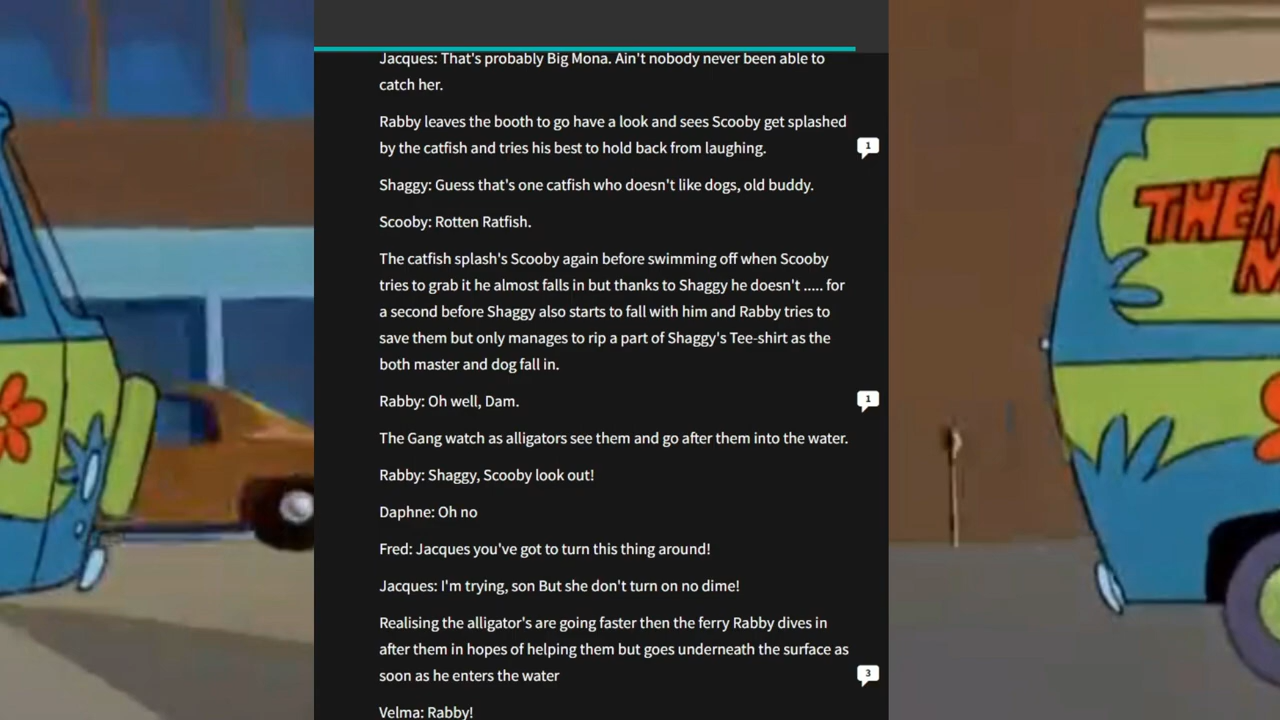 Jacques: That's probably Big Mona. Ain't nobody never been able to
catch her.
Rabby leaves the booth to go have a look and sees Scooby get splashed
by the catfish and tries his best to hold back from laughing.
1
Shaggy: Guess that's one catfish who doesn't like dogs, old buddy.
Scooby: Rotten Ratfish.
The catfish splash's Scooby again before swimming off when Scooby
tries to grab it he almost falls in but thanks to Shaggy he doesn't ..... for
a second before Shaggy also starts to fall with him and Rabby tries to
save them but only manages to rip a part of Shaggy's Tee-shirt as the
both master and dog fall in.
Rabby: Oh well, Dam.
1
The Gang watch as alligators see them and go after them into the water.
Rabby: Shaggy, Scooby look out!
Daphne: Oh no
Fred: Jacques you've got to turn this thing around!
Jacques: I'm trying, son But she don't turn on no dime!
Realising the alligator's are going faster then the ferry Rabby dives in
after them in hopes of helping them but goes underneath the surface as
soon as he enters the water
3
Velma: Rabby!
THE